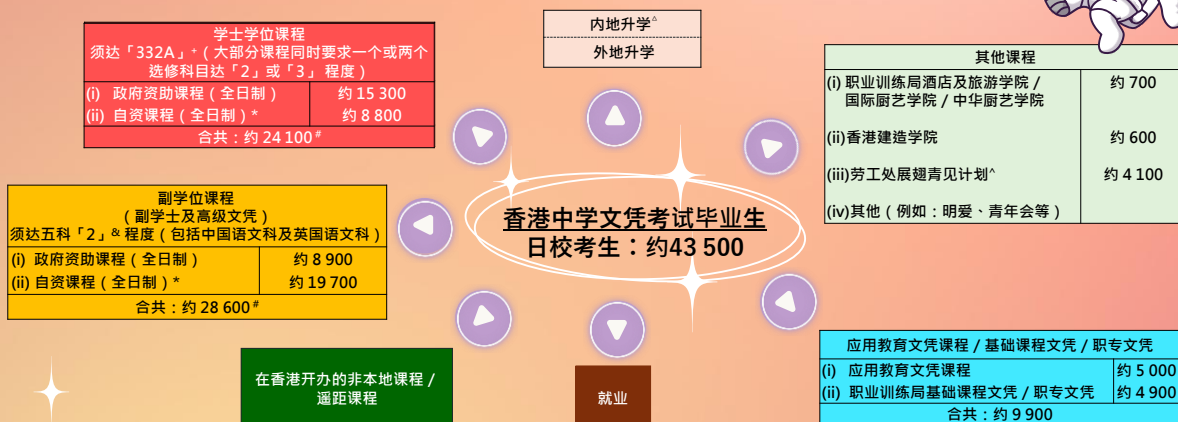 学士学位课程
须达「332A」⁺（大部分课程同时要求一个或两个
选修科目达「2」或「3」程度）
(i) 政府资助课程（全日制） 约 15 300
(ii) 自资课程（全日制）* 约 8 800
合共：约 24 100 #
内地升学△
外地升学
其他课程
(i) 职业训练局酒店及旅游学院 / 约 700
国际厨艺学院 / 中华厨艺学院
(ii)香港建造学院 约 600
(iii)劳工处展翅青见计划^ 约 4 100
(iv)其他（例如：明爱、青年会等）
副学位课程
（副学士及高级文凭）
须达五科「2」& 程度（包括中国语文科及英国语文科）
(i) 政府资助课程（全日制） 约 8 900
(ii) 自资课程（全日制）* 约 19 700
合共：约 28 600 #
香港中学文凭考试毕业生
日校考生：约43 500
在香港开办的非本地课程 /
遥距课程
就业
应用教育文凭课程 / 基础课程文凭 / 职专文凭
(i) 应用教育文凭课程 约 5 000
(ii) 职业训练局基础课程文凭 / 职专文凭 约 4 900
合共：约 9 900